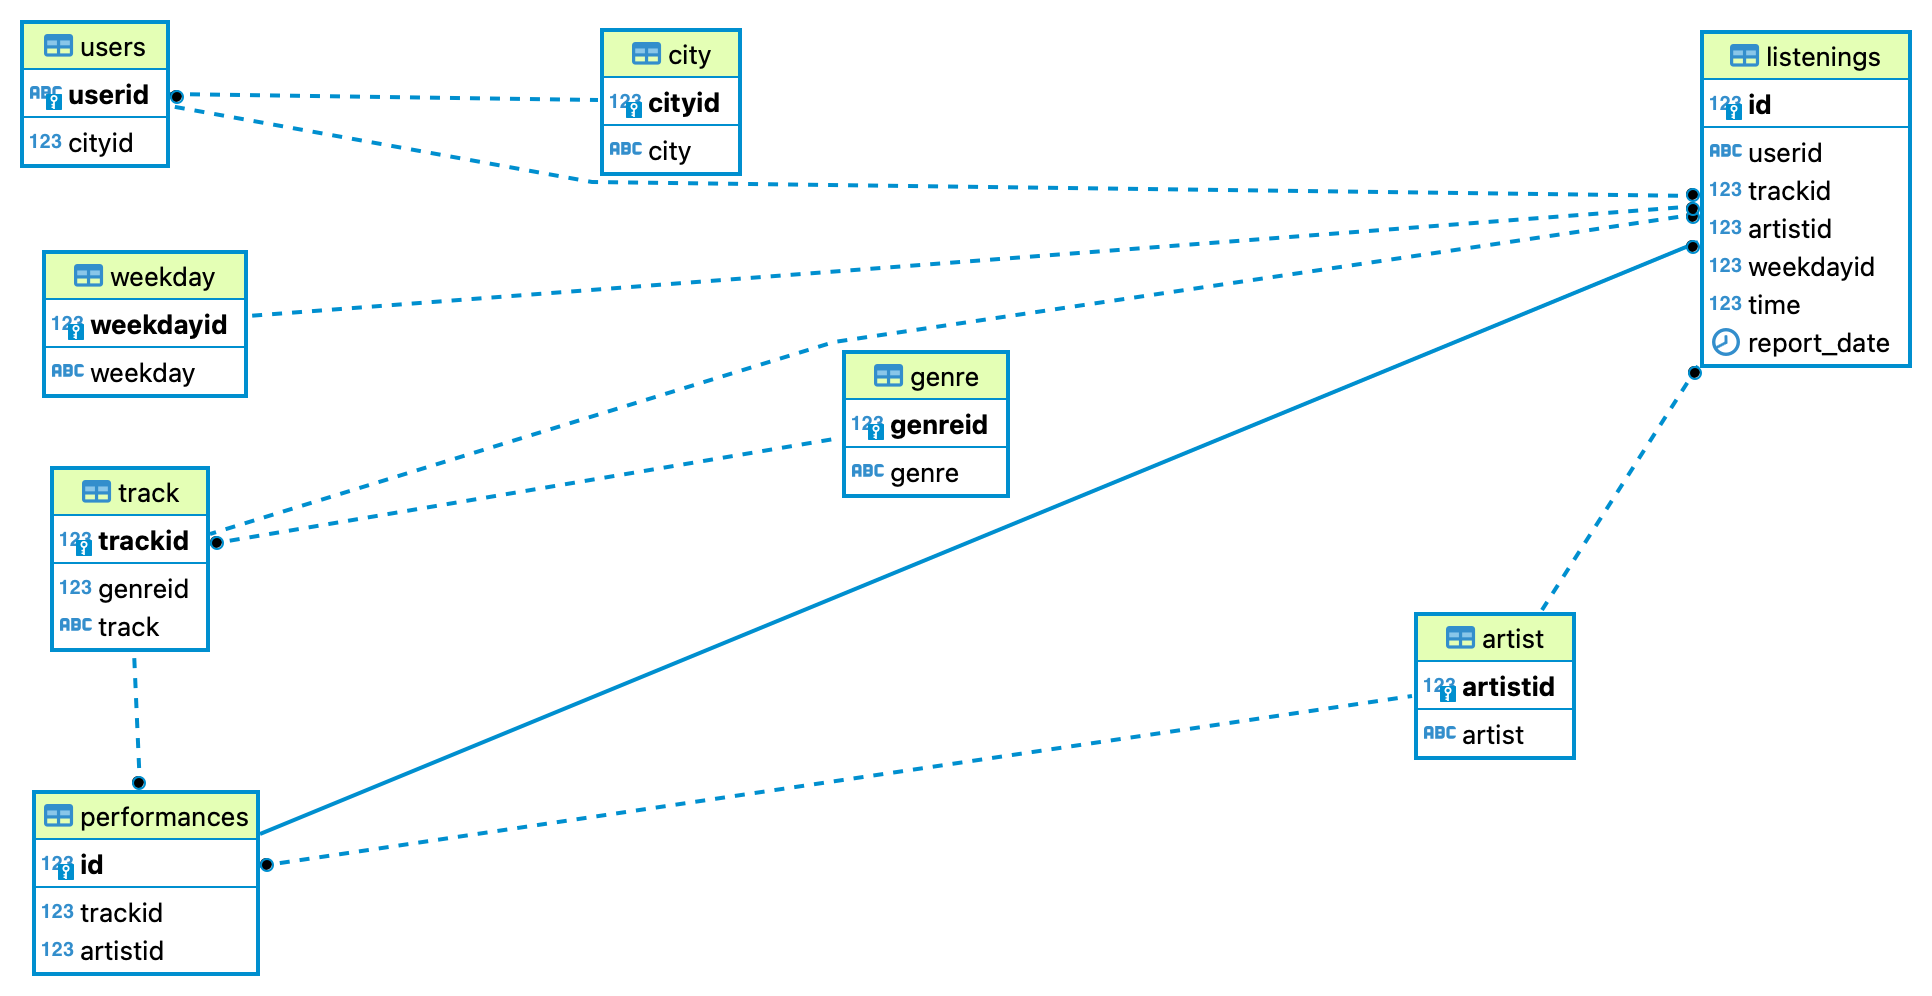 users
ABC userid
123 cityid
city
123 cityid
ABC city
listenings
123 id
ABC userid
123 trackid
123 artistid
123 weekdayid
123 time
report_date
weekday
123 weekdayid
ABC weekday
genre
123 genreid
ABC genre
track
123 trackid
123 genreid
ABC track
artist
123 artistid
ABC artist
performances
123 id
123 trackid
123 artistid